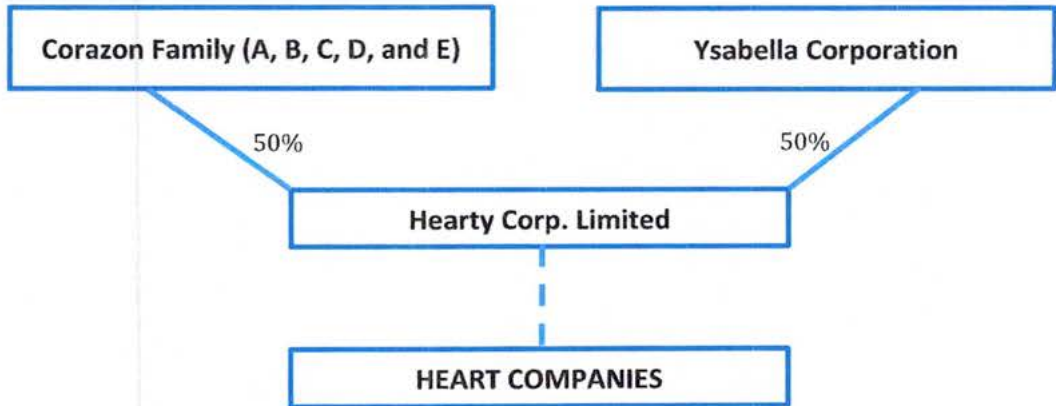 Corazon Family (A, B, C, D, and E)
Ysabella Corporation
50%
50%
Hearty Corp. Limited
HEART COMPANIES